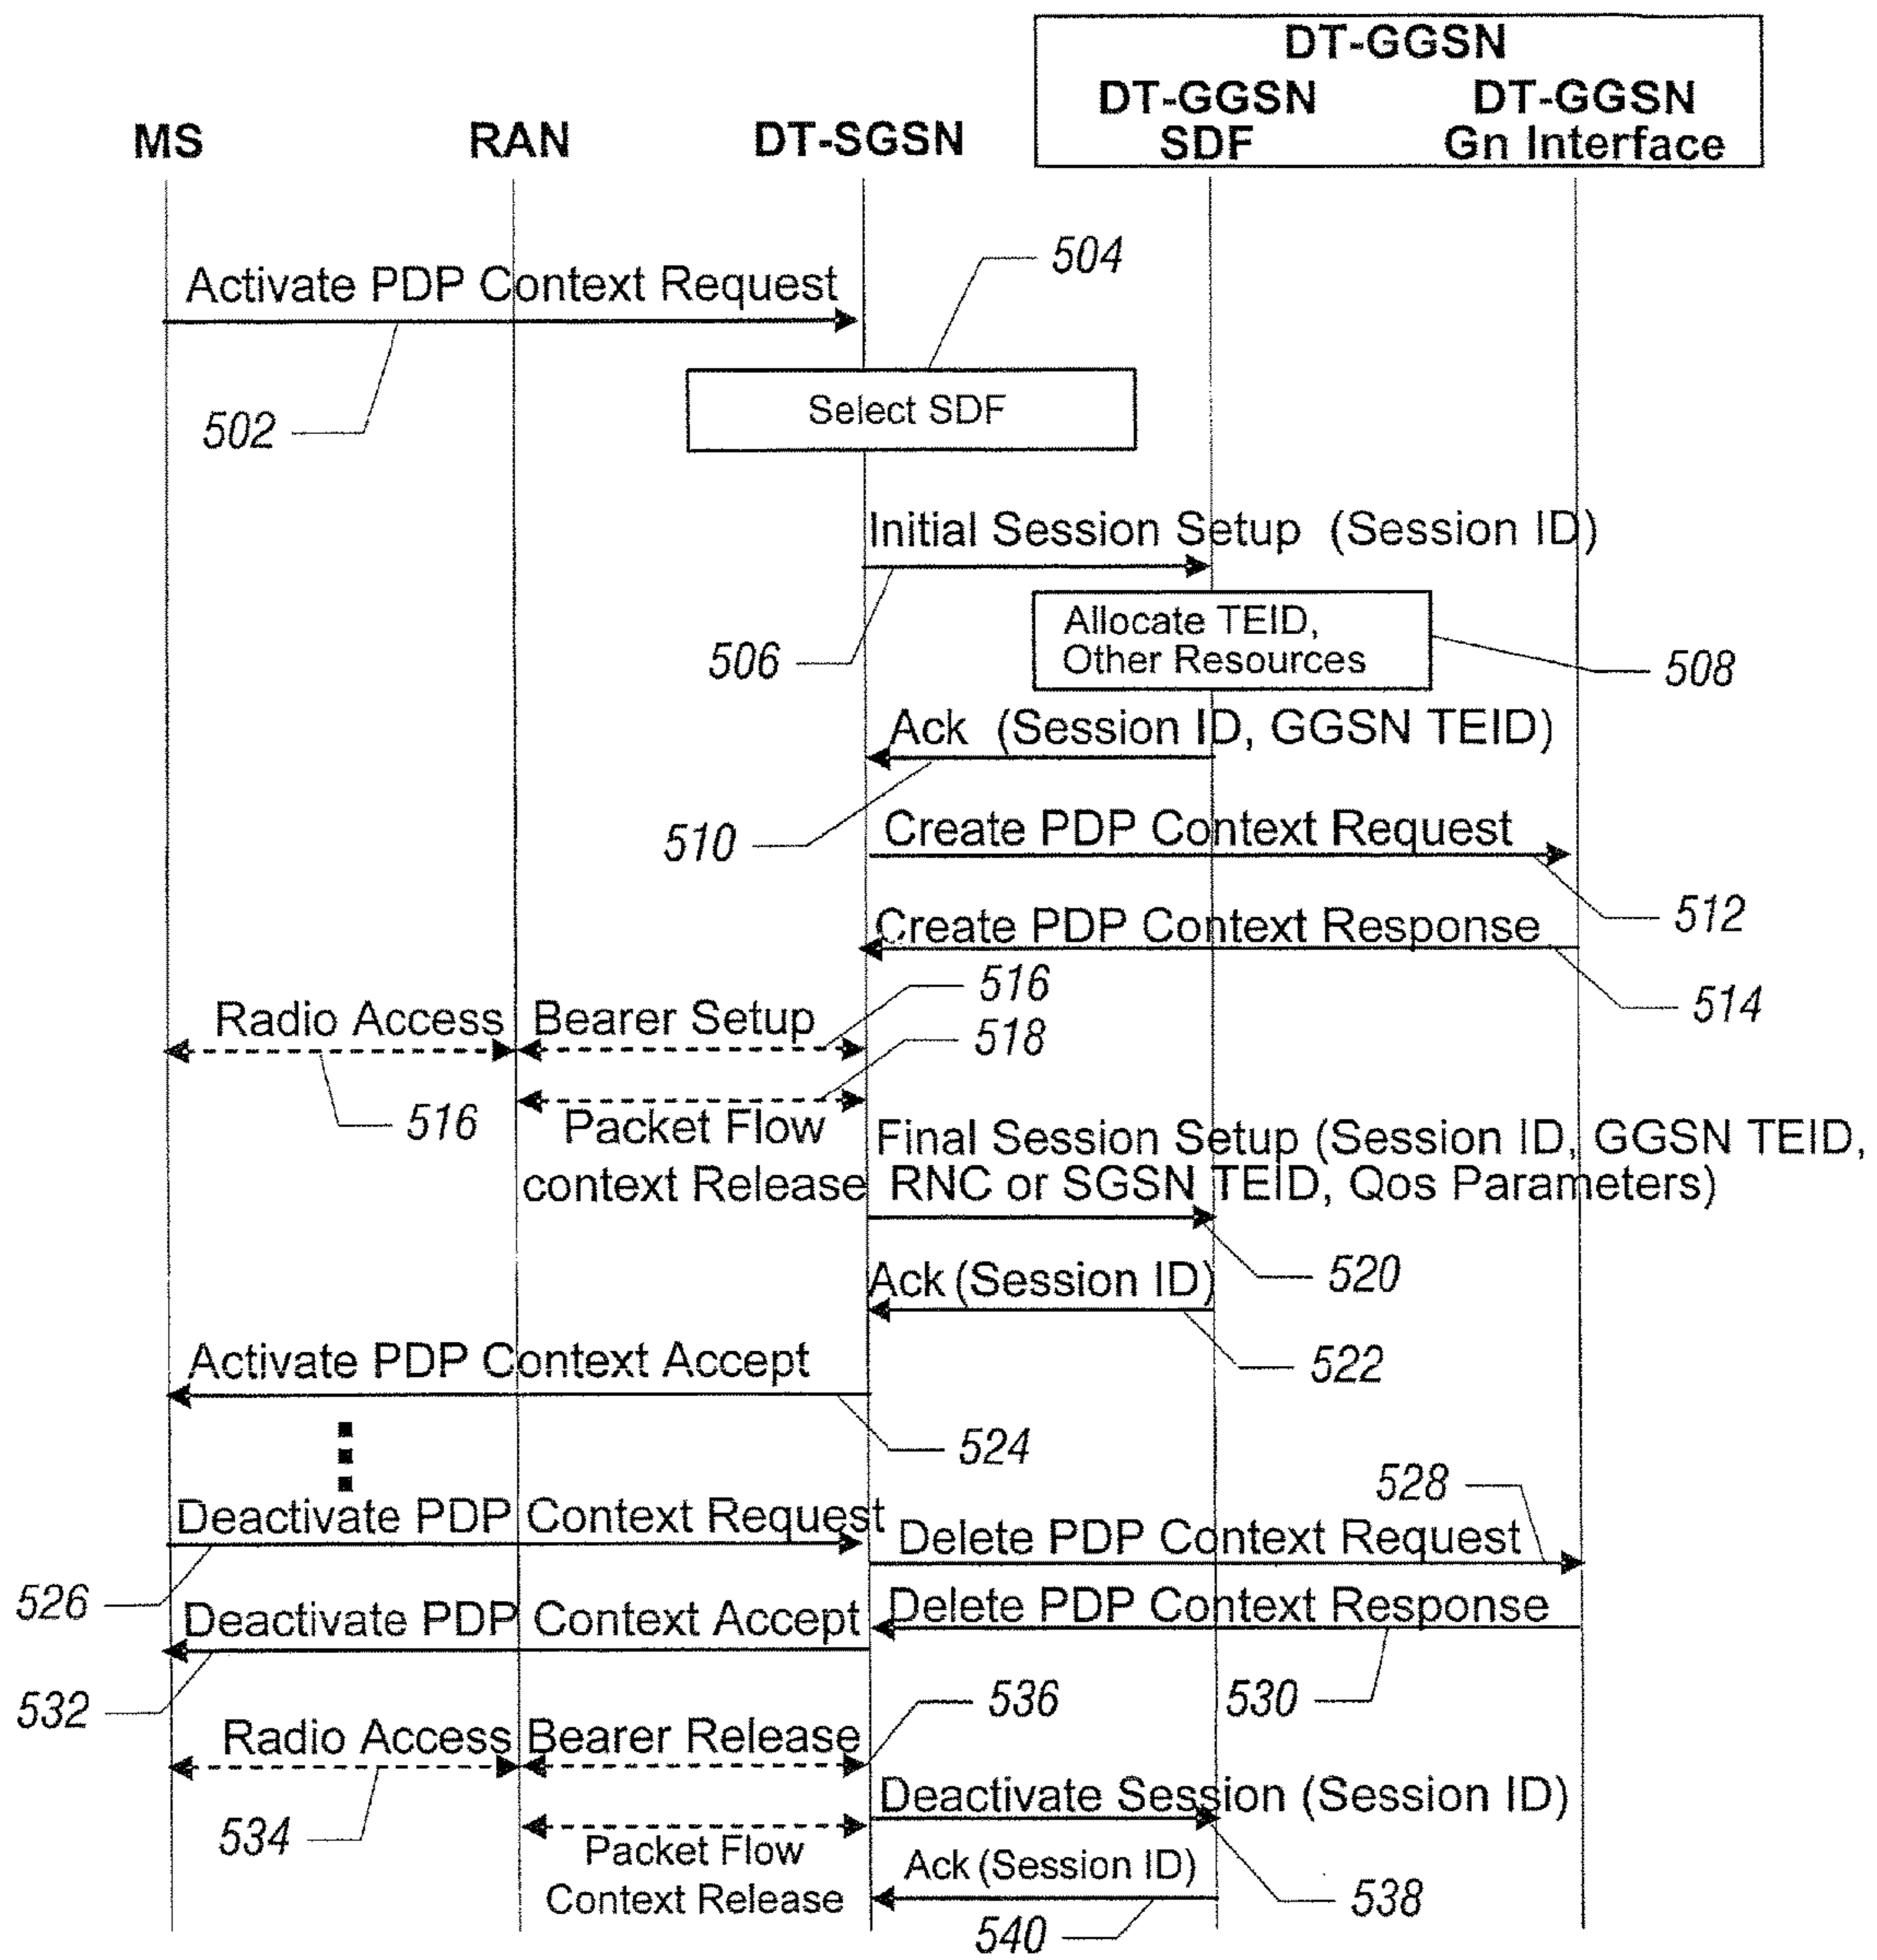 DT-GGSN
MS
RAN
DT-SGSN
DT-GGSN
SDF
DT-GGSN
Gn Interface
Activate PDP Context Request
504
502
Select SDF
Initial Session Setup (Session ID)
506
Allocate TEID,
Other Resources
508
Ack (Session ID, GGSN TEID)
510
Create PDP Context Request
512
Create PDP Context Response
514
Radio Access
Bearer Setup
516
518
516
Packet Flow
context Release
Final Session Setup (Session ID, GGSN TEID,
RNC or SGSN TEID, Qos Parameters)
520
Ack (Session ID)
522
Activate PDP Context Accept
524
528
Deactivate PDP Context Request
Delete PDP Context Request
526
Deactivate PDP Context Accept
Delete PDP Context Response
532
530
536
Radio Access
Bearer Release
534
Deactivate Session (Session ID)
Packet Flow
Context Release
Ack (Session ID)
538
540